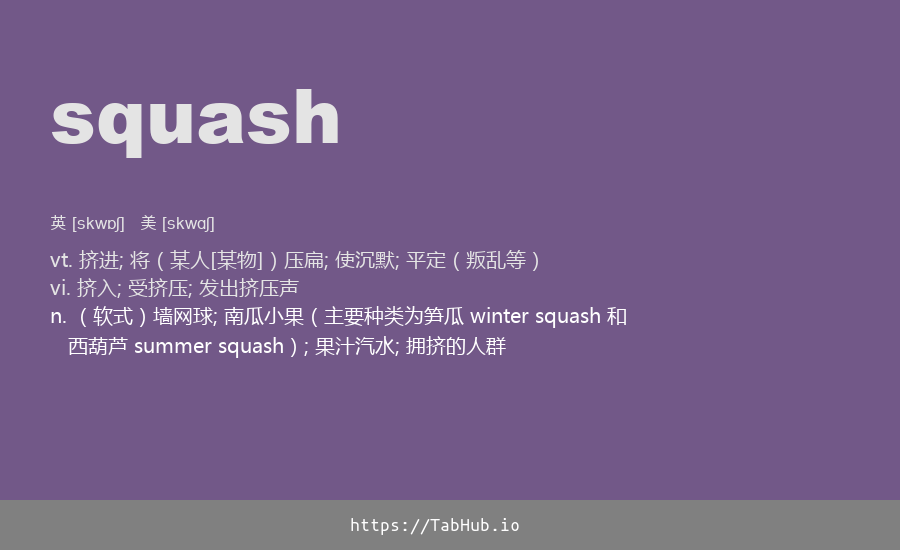 squash
英 [skwɒʃ] 美 [skwɑʃ]
vt. 挤进; 将（某人[某物]）压扁; 使沉默; 平定（叛乱等）
vi. 挤入; 受挤压; 发出挤压声
n. （软式）墙网球; 南瓜小果（主要种类为笋瓜 winter squash 和
西葫芦 summer squash）; 果汁汽水; 拥挤的人群
https://TabHub.io